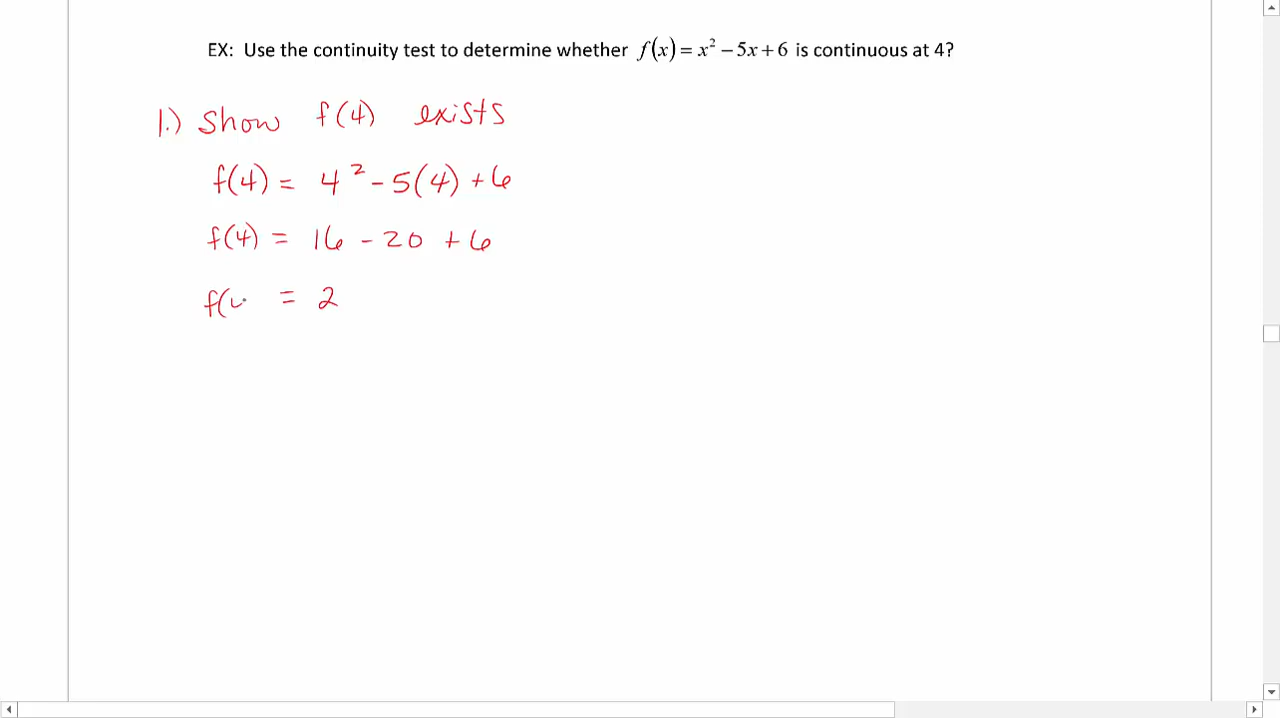 EX: Use the continuity test to determine whether f(x) = x² − 5x + 6 is continuous at 4?
1.) Show f(4) exists
f(4) = 4² - 5(4) + 6
f(4) = 16 - 20 + 6
f( = 2